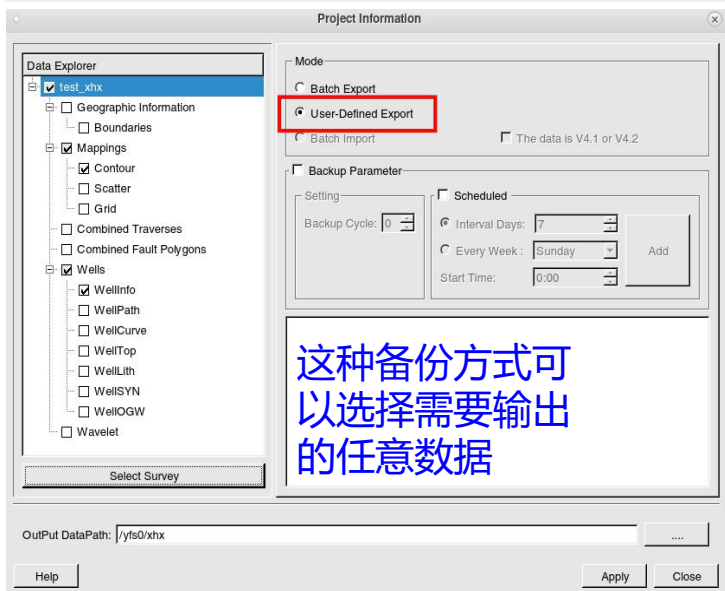 Project Information
Data Explorer
test_xhx
Geographic Information
Boundaries
Mappings
Contour
Scatter
Grid
Combined Traverses
Combined Fault Polygons
Wells
WellInfo
WellPath
WellCurve
WellTop
WellLith
WellSYN
WellOGW
Wavelet
Select Survey
Mode
Batch Export
User-Defined Export
Batch Import
The data is V4.1 or V4.2
Backup Parameter
Setting
Backup Cycle: 0
Scheduled
Interval Days: 7
Every Week : Sunday
Start Time: 0:00
Add
这种备份方式可
以选择需要输出
的任意数据
OutPut DataPath: /yfs0/xhx
....
Help
Apply
Close